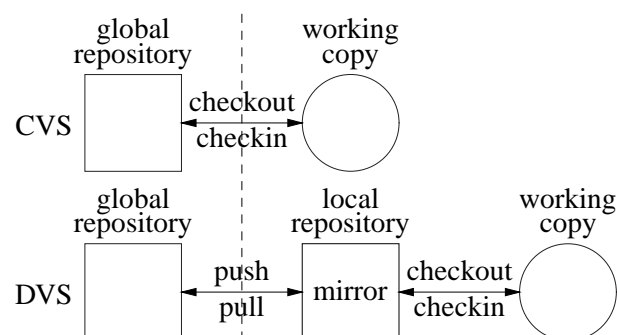 global
repository
working
copy
CVS
checkout
checkin
global
repository
local
repository
working
copy
DVS
push
pull
mirror
checkout
checkin